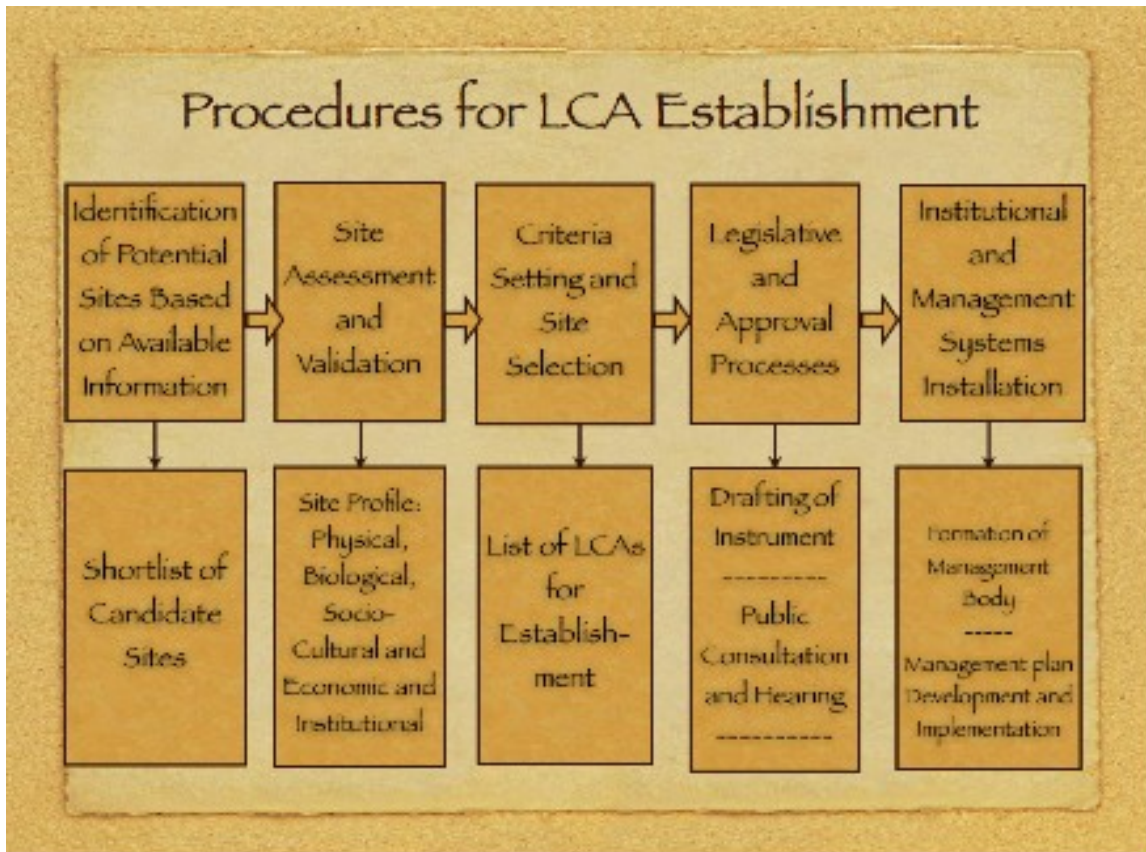 Procedures for LCA Establishment
Identification
of Potential
Sites Based
on Available
Information
Site
Assessment
and
Validation
Criteria
Setting and
Site
Selection
Legislative
and
Approval
Processes
Institutional
and
Management
Systems
Installation
Shortlist of
Candidate
Sites
Site Profile:
Physical,
Biological,
Socio-
Cultural and
Economic and
Institutional
List of LCAs
for
Establish-
ment
Drafting of
Instrument
---------
Public
Consultation
and Hearing
----------
Formation of
Management
Body
-----
Management plan
Development and
Implementation